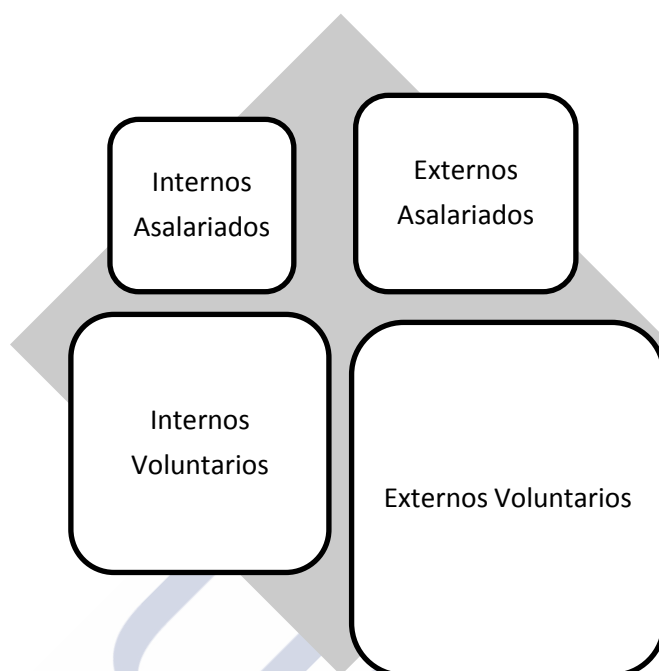 Internos
Asalariados
Externos
Asalariados
Internos
Voluntarios
Externos Voluntarios